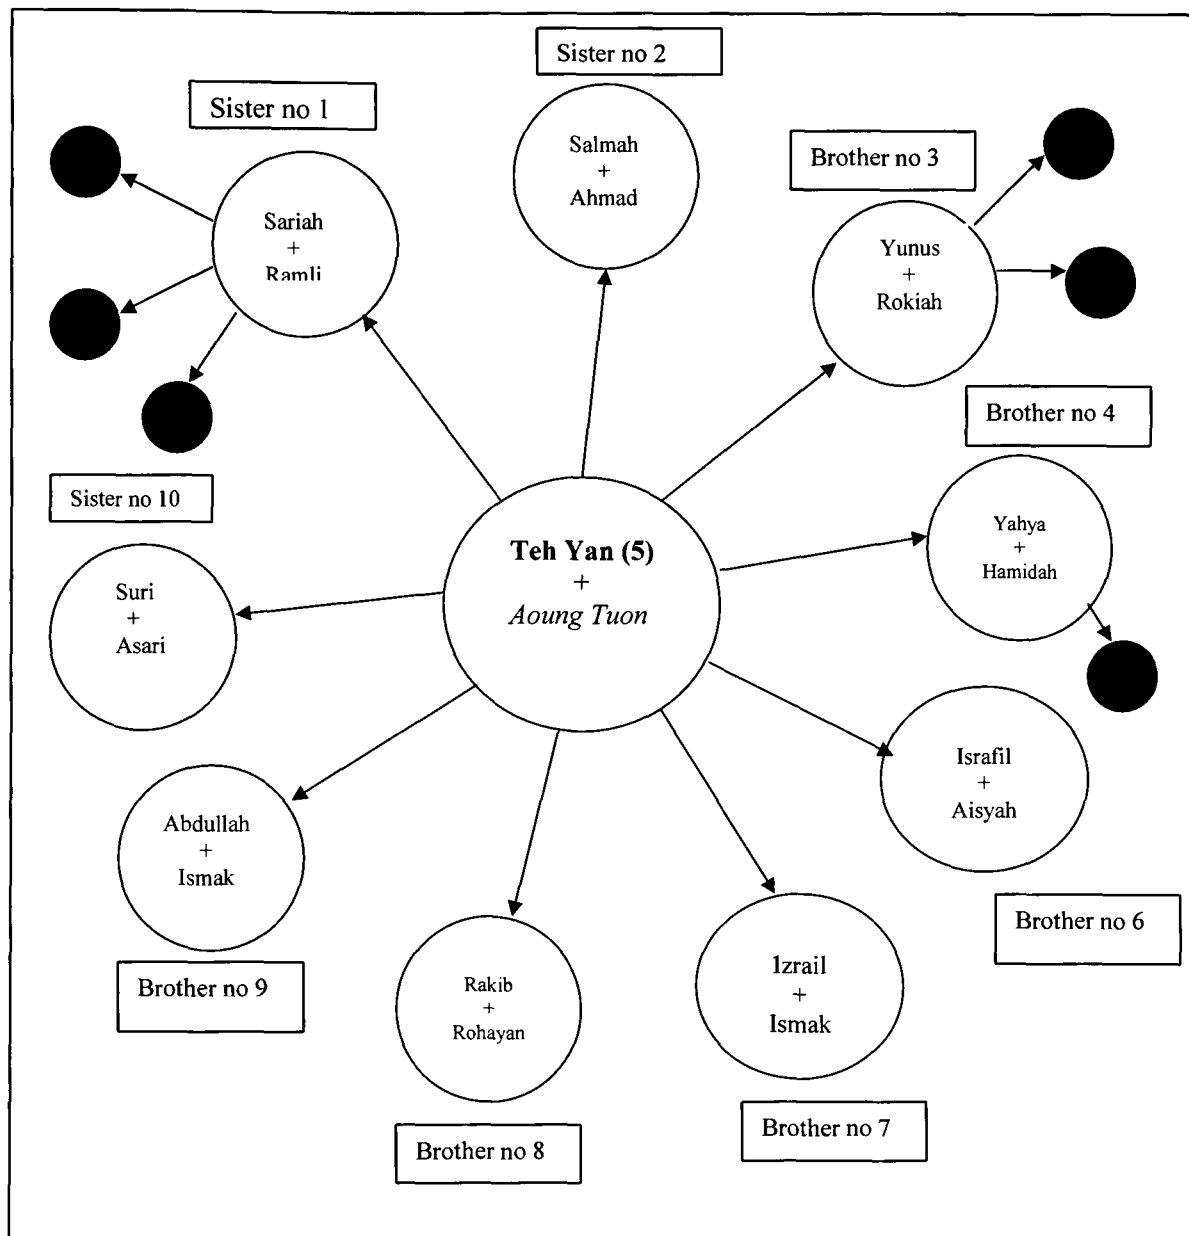 Sister no 1
Sariah
+
Ramli
Sister no 2
Salmah
+
Ahmad
Brother no 3
Yunus
+
Rokiah
Brother no 4
Yahya
+
Hamidah
Teh Yan (5)
+
Aoung Tuon
Israfil
+
Aisyah
Brother no 6
1zrail
+
Ismak
Brother no 7
Rakib
+
Rohayan
Brother no 8
Abdullah
+
Ismak
Brother no 9
Sister no 10
Suri
+
Asari